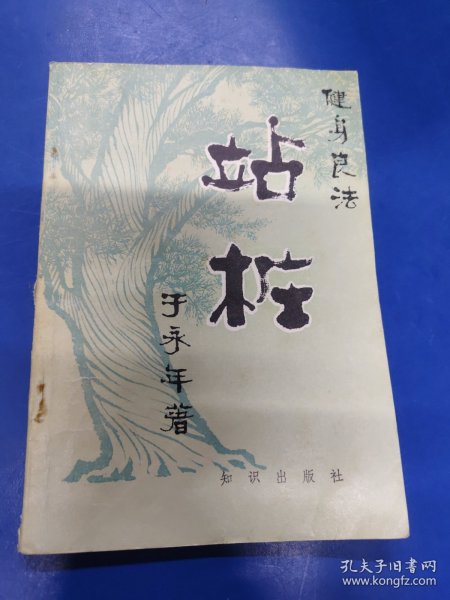 健身良法
站桩
于永年著
知识出版社
孔夫子旧书网
www.kongfz.com